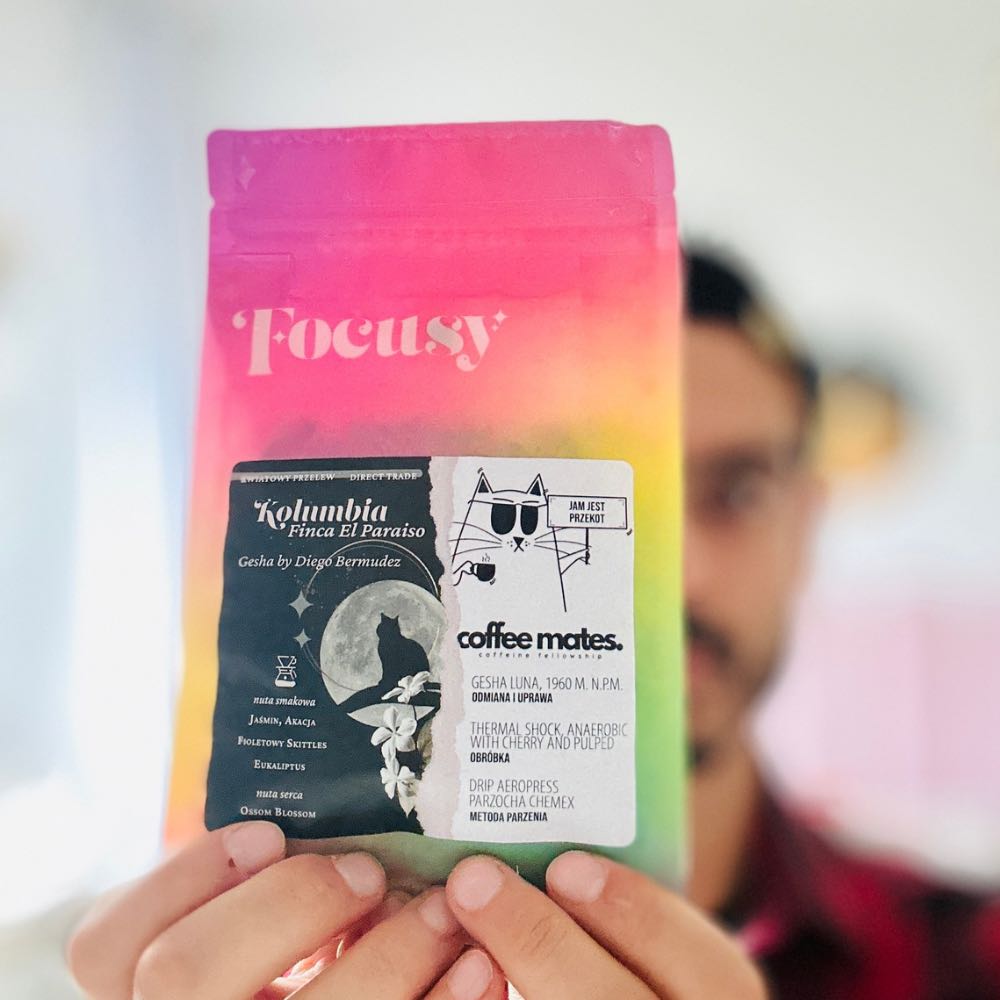 Focusy
KWIATOWY PRZELEW DIRECT TRADE
Kolumbia
Finca El Paraiso
Gesha by Diego Bermudez
nuta smakowa
Jaśmin, Akacja
Fioletowy Skittles
Eukaliptus
nuta serca
Ossom Blossom
JAM JEST
PRZEKOT
coffee mates.
caffeine fellowship
GESHA LUNA, 1960 M. N.P.M.
ODMIANA I UPRAWA
THERMAL SHOCK, ANAEROBIC
WITH CHERRY AND PULPED
OBRÓBKA
DRIP AEROPRESS
PARZOCHA CHEMEX
METODA PARZENIA